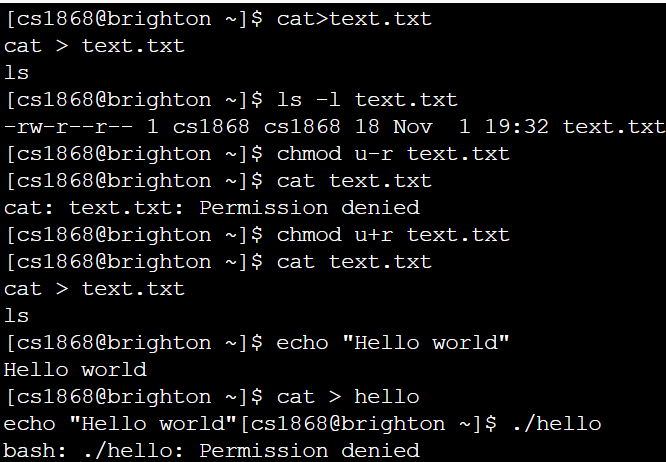 [cs1868@brighton ~]$ cat>text.txt
cat > text.txt
ls
[cs1868@brighton ~]$ ls -l text.txt
-rw-r--r-- 1 cs1868 cs1868 18 Nov  1 19:32 text.txt
[cs1868@brighton ~]$ chmod u-r text.txt
[cs1868@brighton ~]$ cat text.txt
cat: text.txt: Permission denied
[cs1868@brighton ~]$ chmod u+r text.txt
[cs1868@brighton ~]$ cat text.txt
cat > text.txt
ls
[cs1868@brighton ~]$ echo "Hello world"
Hello world
[cs1868@brighton ~]$ cat > hello
echo "Hello world"[cs1868@brighton ~]$ ./hello
bash: ./hello: Permission denied